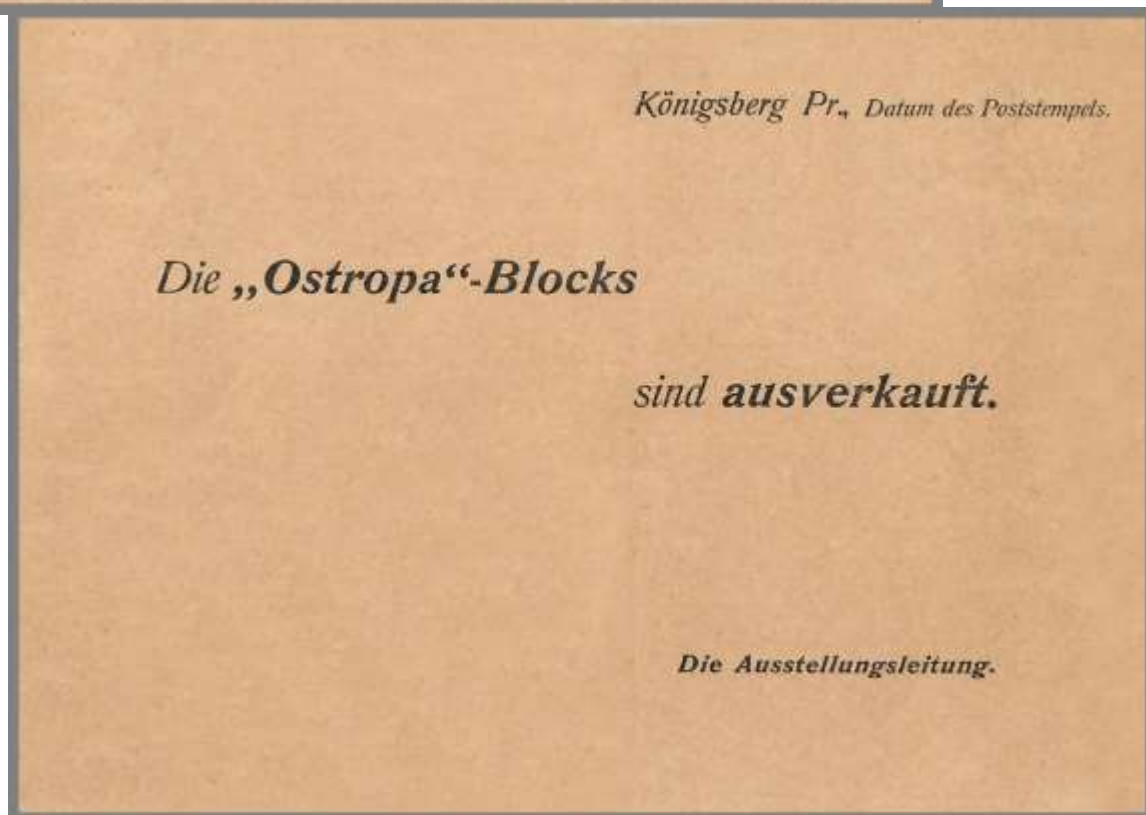 Königsberg Pr., Datum des Poststempels.
Die „Ostropa“-Blocks
sind ausverkauft.
Die Ausstellungsleitung.